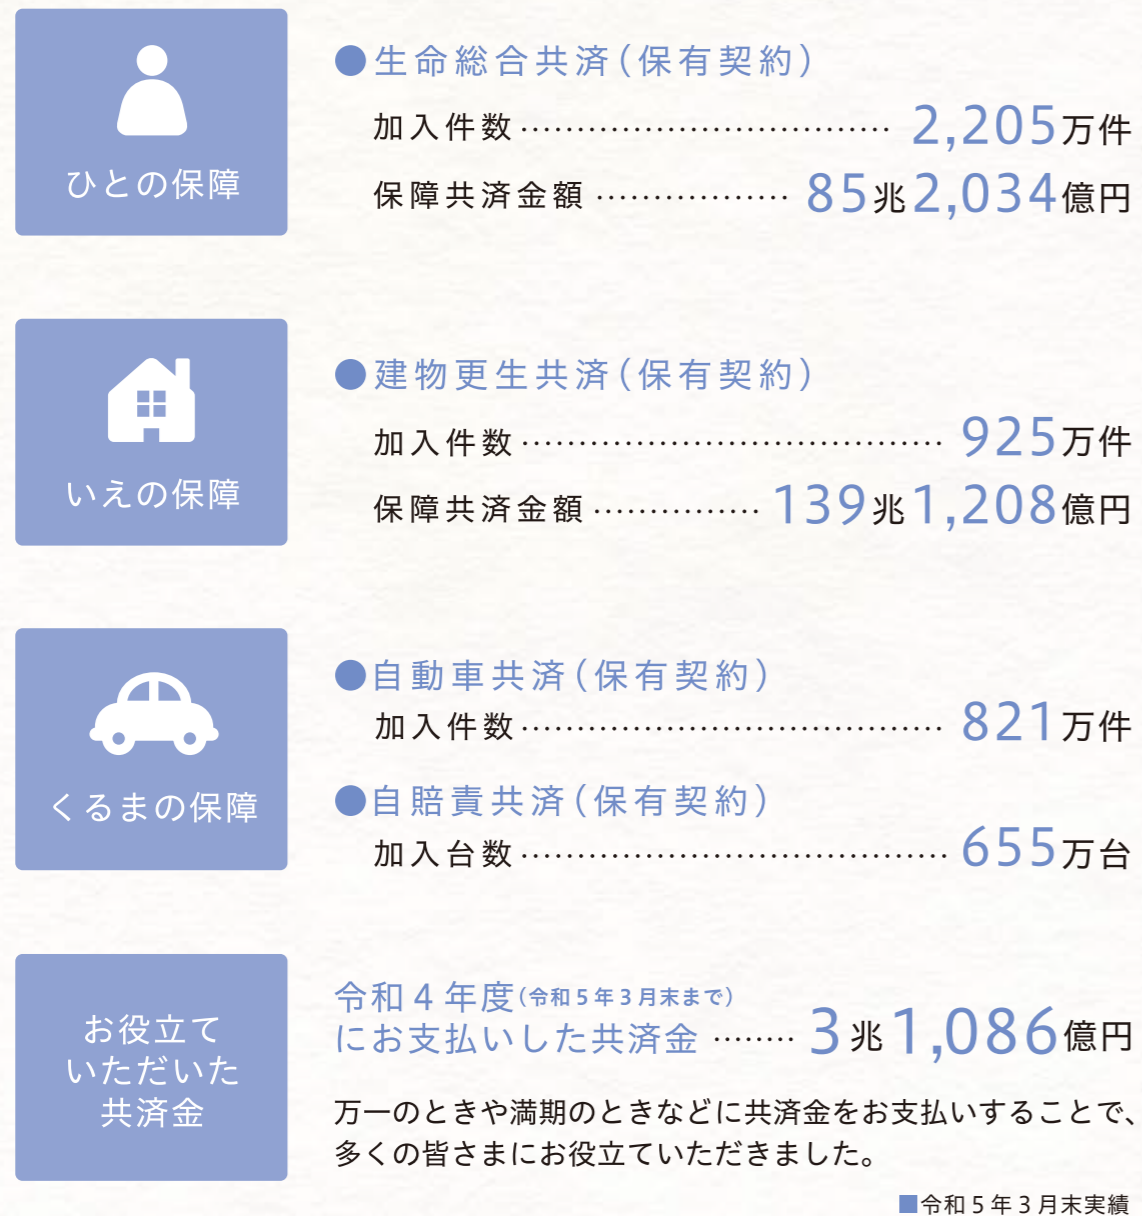 ひとの保障
●生命総合共済(保有契約)
加入件数 ································· 2,205万件
保障共済金額 ················· 85兆2,034億円
いえの保障
●建物更生共済(保有契約)
加入件数 ······································ 925万件
保障共済金額 ··············· 139兆1,208億円
くるまの保障
●自動車共済(保有契約)
加入件数 ······································ 821万件
●自賠責共済(保有契約)
加入台数 ······································ 655万台
お役立て
いただいた
共済金
令和4年度(令和5年3月末まで)
にお支払いした共済金 ········ 3兆1,086億円
万一のときや満期のときなどに共済金をお支払いすることで、
多くの皆さまにお役立ていただきました。
■令和5年3月末実績